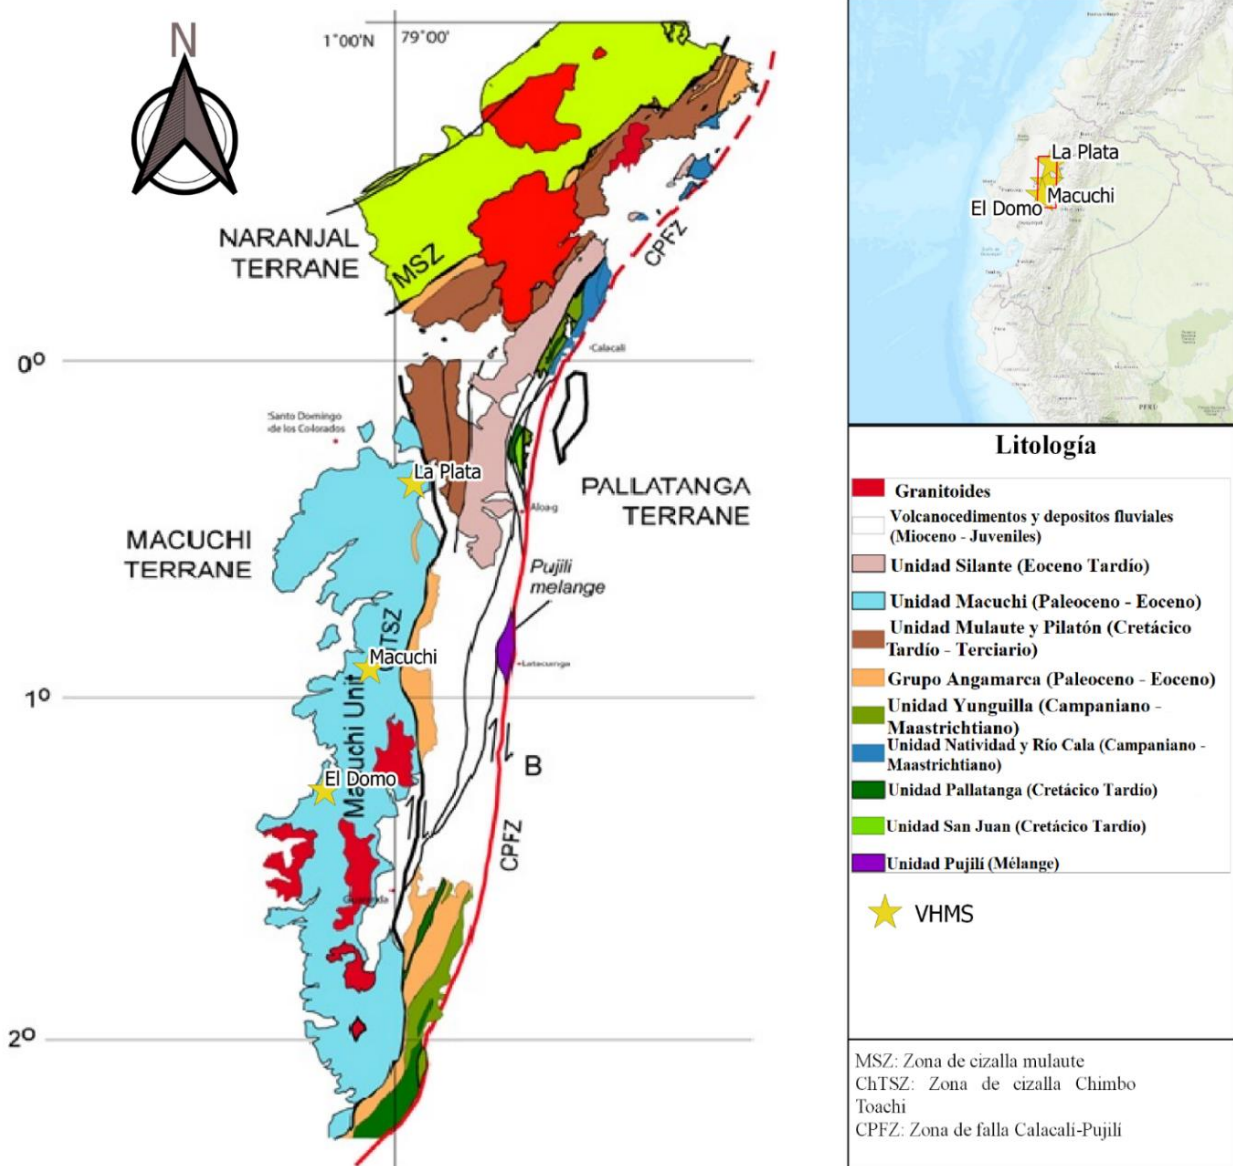 N
1°00'N
79°00'
NARANJAL
TERRANE
MSZ
CPFZ
0°
Calacali
Santo Domingo
de los Colorados
La Plata
PALLATANGA
TERRANE
Aloag
MACUCHI
TERRANE
Pujili
melange
TSZ
Macuchi
Latacunga
1°
Macuchi Unit
B
El Domo
CPFZ
2°
La Plata
Macuchi
El Domo
PERÚ
Litología
Granitoides
Volcanocedimentos y depositos fluviales
(Mioceno - Juveniles)
Unidad Silante (Eoceno Tardío)
Unidad Macuchi (Paleoceno - Eoceno)
Unidad Mulaute y Pilatón (Cretácico
Tardío - Terciario)
Grupo Angamarca (Paleoceno - Eoceno)
Unidad Yunguilla (Campaniano -
Maastrichtiano)
Unidad Natividad y Río Cala (Campaniano -
Maastrichtiano)
Unidad Pallatanga (Cretácico Tardío)
Unidad San Juan (Cretácico Tardío)
Unidad Pujilí (Mélange)
VHMS
MSZ: Zona de cizalla mulaute
ChTSZ: Zona de cizalla Chimbo
Toachi
CPFZ: Zona de falla Calacalí-Pujilí